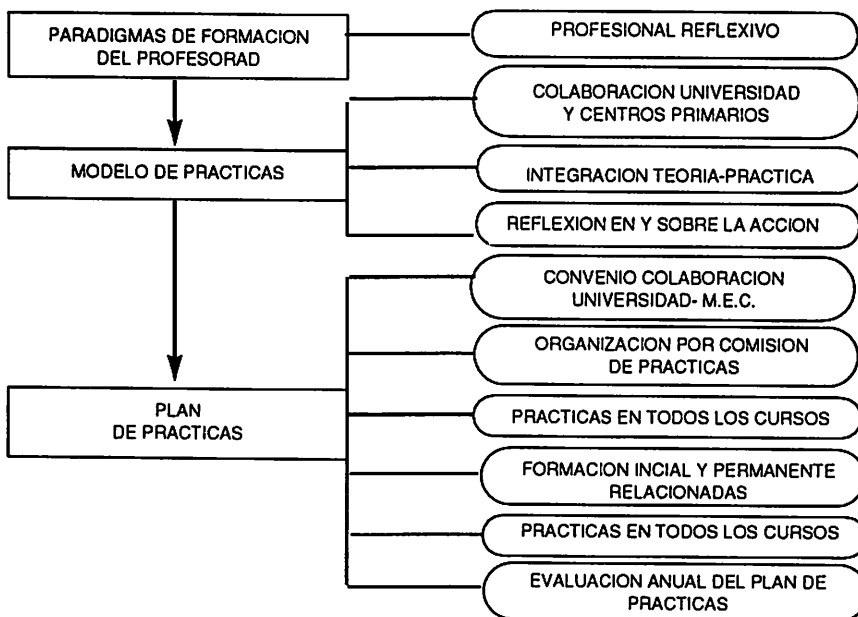 PARADIGMAS DE FORMACION
DEL PROFESORAD
PROFESIONAL REFLEXIVO
COLABORACION UNIVERSIDAD
Y CENTROS PRIMARIOS
MODELO DE PRACTICAS
INTEGRACION TEORIA-PRACTICA
REFLEXION EN Y SOBRE LA ACCION
CONVENIO COLABORACION
UNIVERSIDAD- M.E.C.
ORGANIZACION POR COMISION
DE PRACTICAS
PLAN
DE PRACTICAS
PRACTICAS EN TODOS LOS CURSOS
FORMACION INCIAL Y PERMANENTE
RELACIONADAS
PRACTICAS EN TODOS LOS CURSOS
EVALUACION ANUAL DEL PLAN DE
PRACTICAS